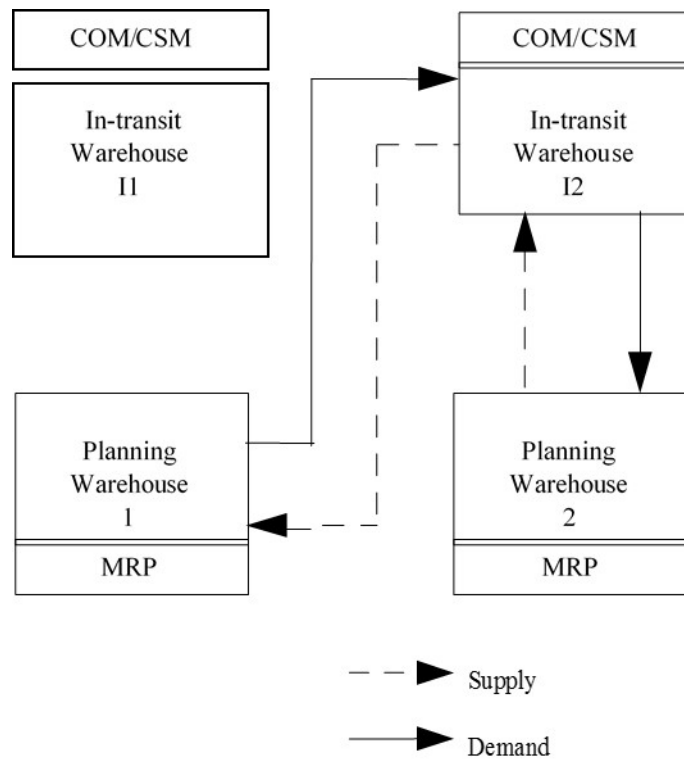 COM/CSM
In-transit
Warehouse
I1
COM/CSM
In-transit
Warehouse
I2
Planning
Warehouse
1
MRP
Planning
Warehouse
2
MRP
Supply
Demand